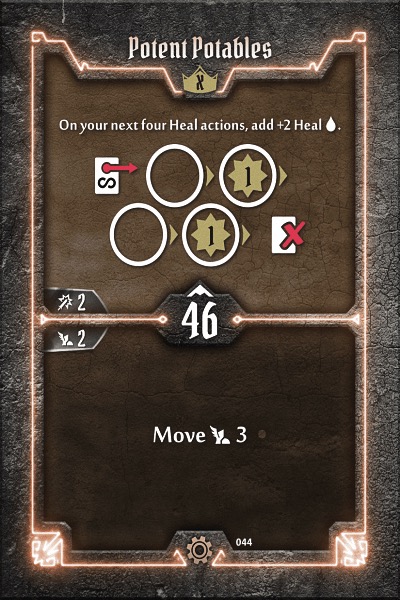 Potent Potables
X
On your next four Heal actions, add +2 Heal.
S
1
1
X
2
46
2
Move 3
044